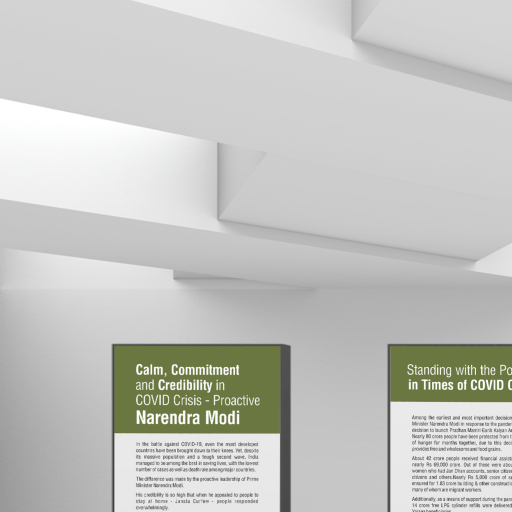 Calm, Commitment
and Credibility in
COVID Crisis - Proactive
Narendra Modi
In the battle against COVID-19, even the most developed
countries have been brought down to their knees. Yet, despite
its massive population and a tough second wave, India
managed to be among the best in saving lives, with the lowest
number of cases as well as death rate among major countries.
The difference was made by the proactive leadership of Prime
Minister Narendra Modi.
His credibility is so high that when he appealed to people to
stay at home - Janata Curfew - people responded
overwhelmingly.
Standing with the Po
in Times of COVID C
Among the earliest and most important decision
Minister Narendra Modi in response to the pandem
decision to launch Pradhan Mantri Garib Kalyan An
Nearly 80 crore people have been protected from t
of hunger for months together, due to this deci
provides free and wholesome food grains.
About 42 crore people received financial assista
nearly Rs 69,000 crore. Out of these were abou
women who had Jan Dhan accounts, senior citizen
citizens and others. Nearly Rs 5,000 crore of
ensured for 1.83 crore building & other constructio
many of whom are migrant workers.
Additionally, as a means of support during the pan
14 crore free LPG cylinder refills were delivered